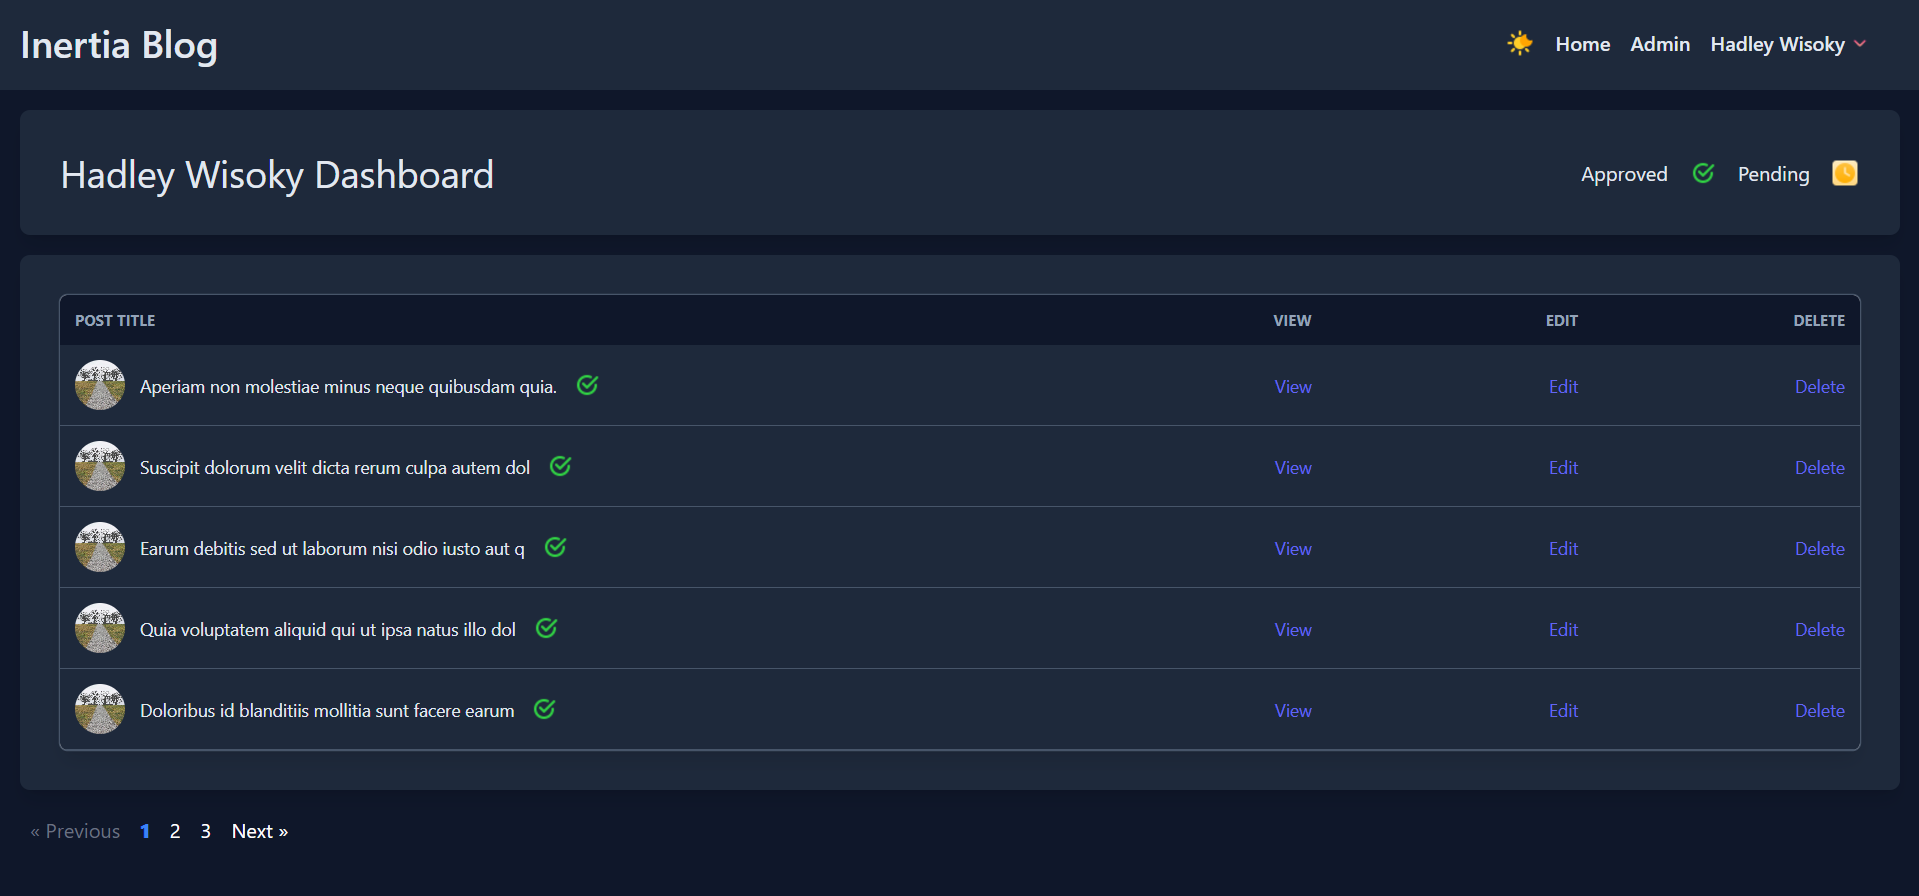 Inertia Blog
Home Admin Hadley Wisoky
Hadley Wisoky Dashboard
Approved Pending
POST TITLE VIEW EDIT DELETE
Aperiam non molestiae minus neque quibusdam quia. View Edit Delete
Suscipit dolorum velit dicta rerum culpa autem dol View Edit Delete
Earum debitis sed ut laborum nisi odio iusto aut q View Edit Delete
Quia voluptatem aliquid qui ut ipsa natus illo dol View Edit Delete
Doloribus id blanditiis mollitia sunt facere earum View Edit Delete
« Previous 1 2 3 Next »